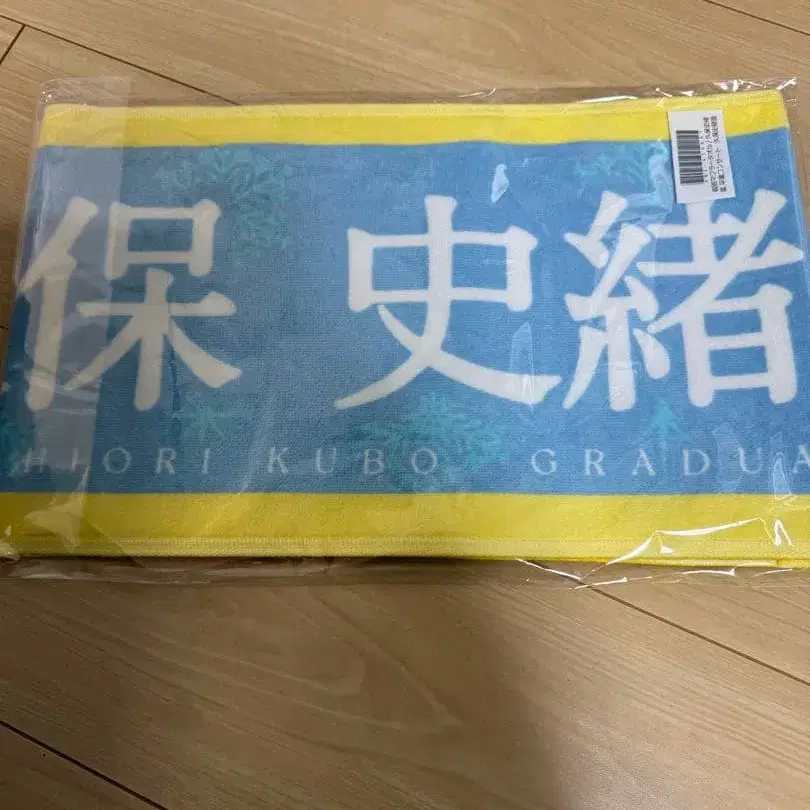 保 史緒
HIORI KUBO GRADUA